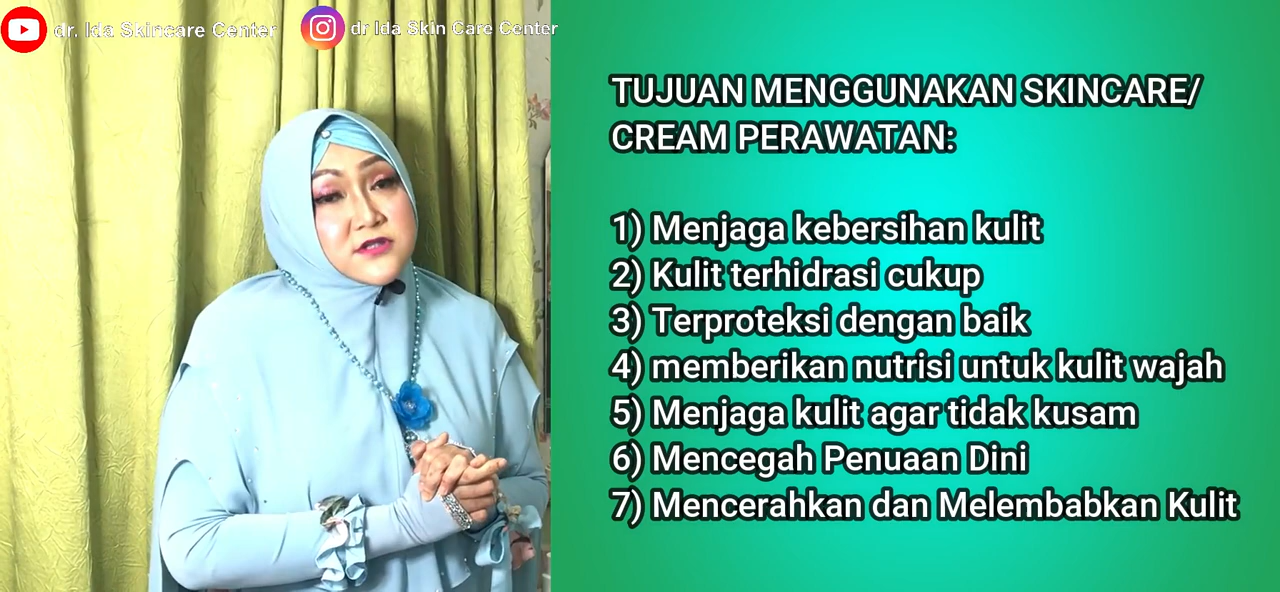 dr. Ida Skincare Center
dr Ida Skin Care Center
TUJUAN MENGGUNAKAN SKINCARE/
CREAM PERAWATAN:
1) Menjaga kebersihan kulit
2) Kulit terhidrasi cukup
3) Terproteksi dengan baik
4) memberikan nutrisi untuk kulit wajah
5) Menjaga kulit agar tidak kusam
6) Mencegah Penuaan Dini
7) Mencerahkan dan Melembabkan Kulit